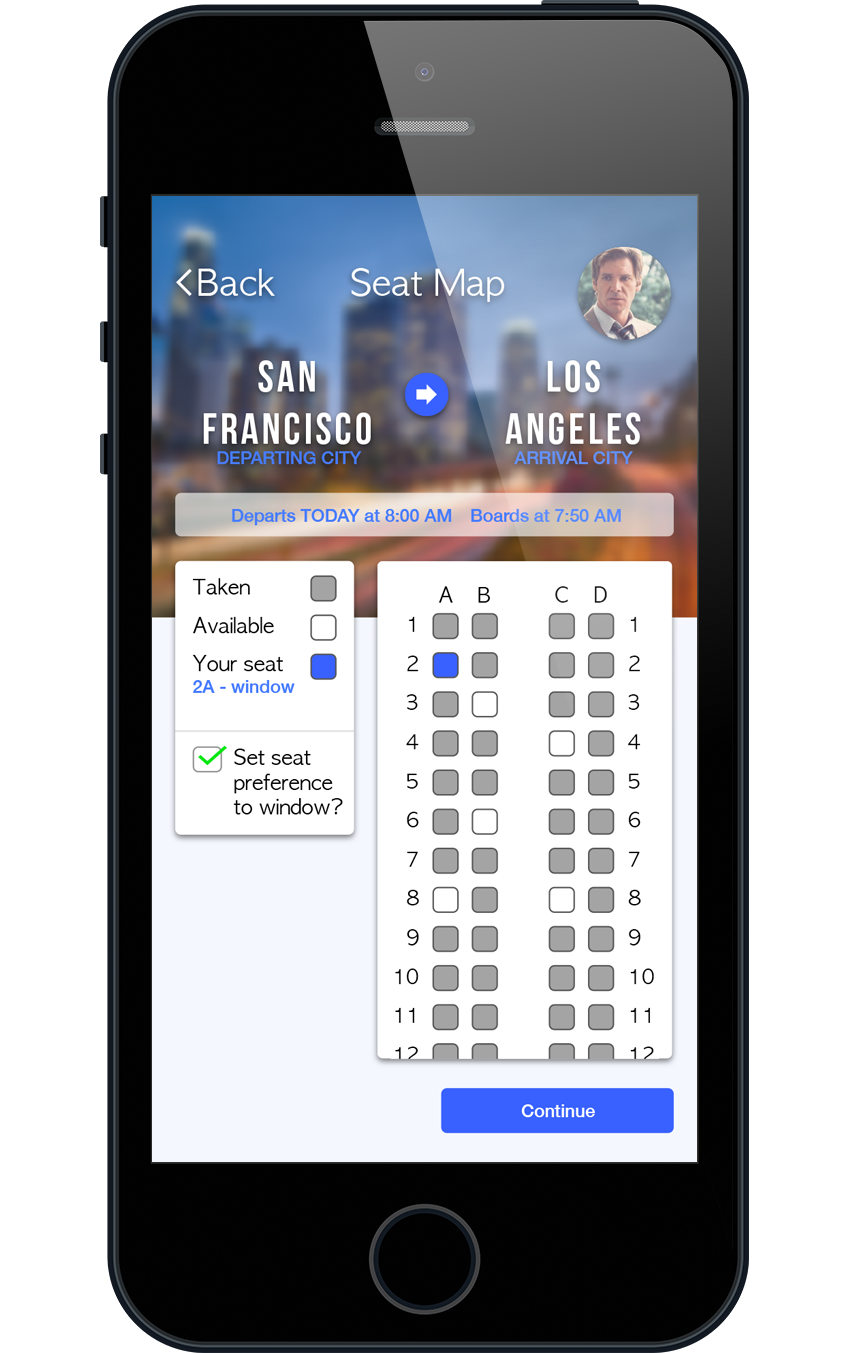 Back
Seat Map
SAN FRANCISCO
DEPARTING CITY
LOS ANGELES
ARRIVAL CITY
Departs TODAY at 8:00 AM Boards at 7:50 AM
Taken
Available
Your seat
2A - window
Set seat
preference
to window?
A B C D
1 1
2 2
3 3
4 4
5 5
6 6
7 7
8 8
9 9
10 10
11 11
12 12
Continue